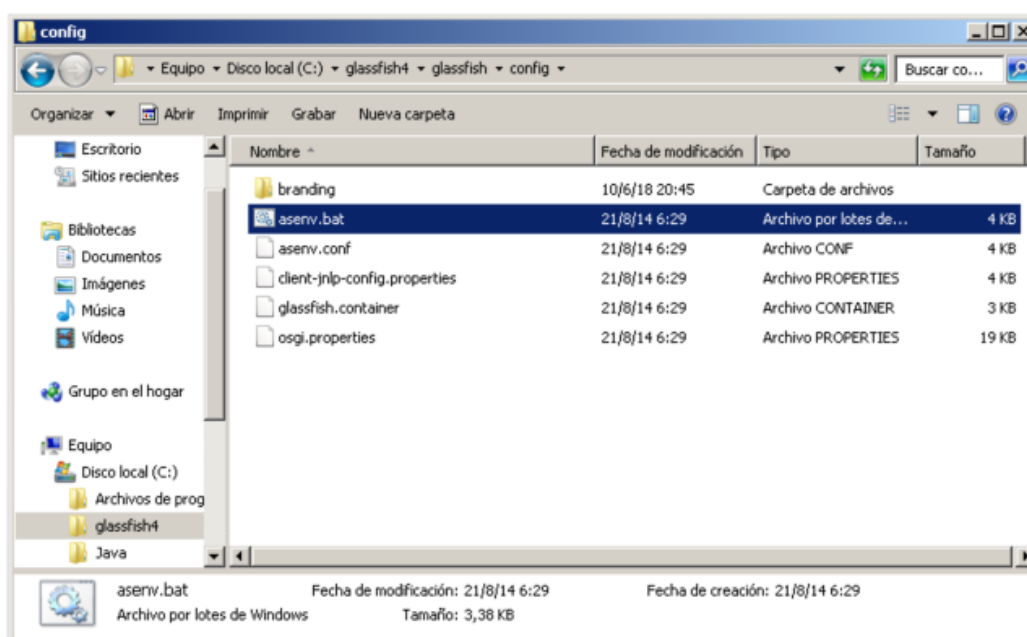 config
Equipo Disco local (C:) glassfish4 glassfish config Buscar co...
Organizar Abrir Imprimir Grabar Nueva carpeta
Escritorio
Sitios recientes
Bibliotecas
Documentos
Imágenes
Música
Vídeos
Grupo en el hogar
Equipo
Disco local (C:)
Archivos de prog
glassfish4
Java
Nombre Fecha de modificación Tipo Tamaño
branding 10/6/18 20:45 Carpeta de archivos
asenv.bat 21/8/14 6:29 Archivo por lotes de... 4 KB
asenv.conf 21/8/14 6:29 Archivo CONF 4 KB
client-jnlp-config.properties 21/8/14 6:29 Archivo PROPERTIES 4 KB
glassfish.container 21/8/14 6:29 Archivo CONTAINER 3 KB
osgi.properties 21/8/14 6:29 Archivo PROPERTIES 19 KB
asenv.bat Fecha de modificación: 21/8/14 6:29 Fecha de creación: 21/8/14 6:29
Archivo por lotes de Windows Tamaño: 3,38 KB